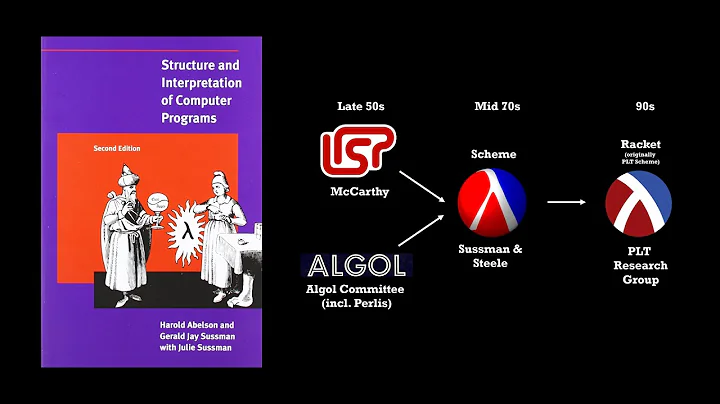 Structure and
Interpretation
of Computer
Programs
Second Edition
λ
Harold Abelson and
Gerald Jay Sussman
with Julie Sussman
Late 50s
Mid 70s
90s
LISP
McCarthy
ALGOL
Algol Committee
(incl. Perlis)
Scheme
λ
Sussman &
Steele
Racket
(originally
PLT Scheme)
λ
PLT
Research
Group